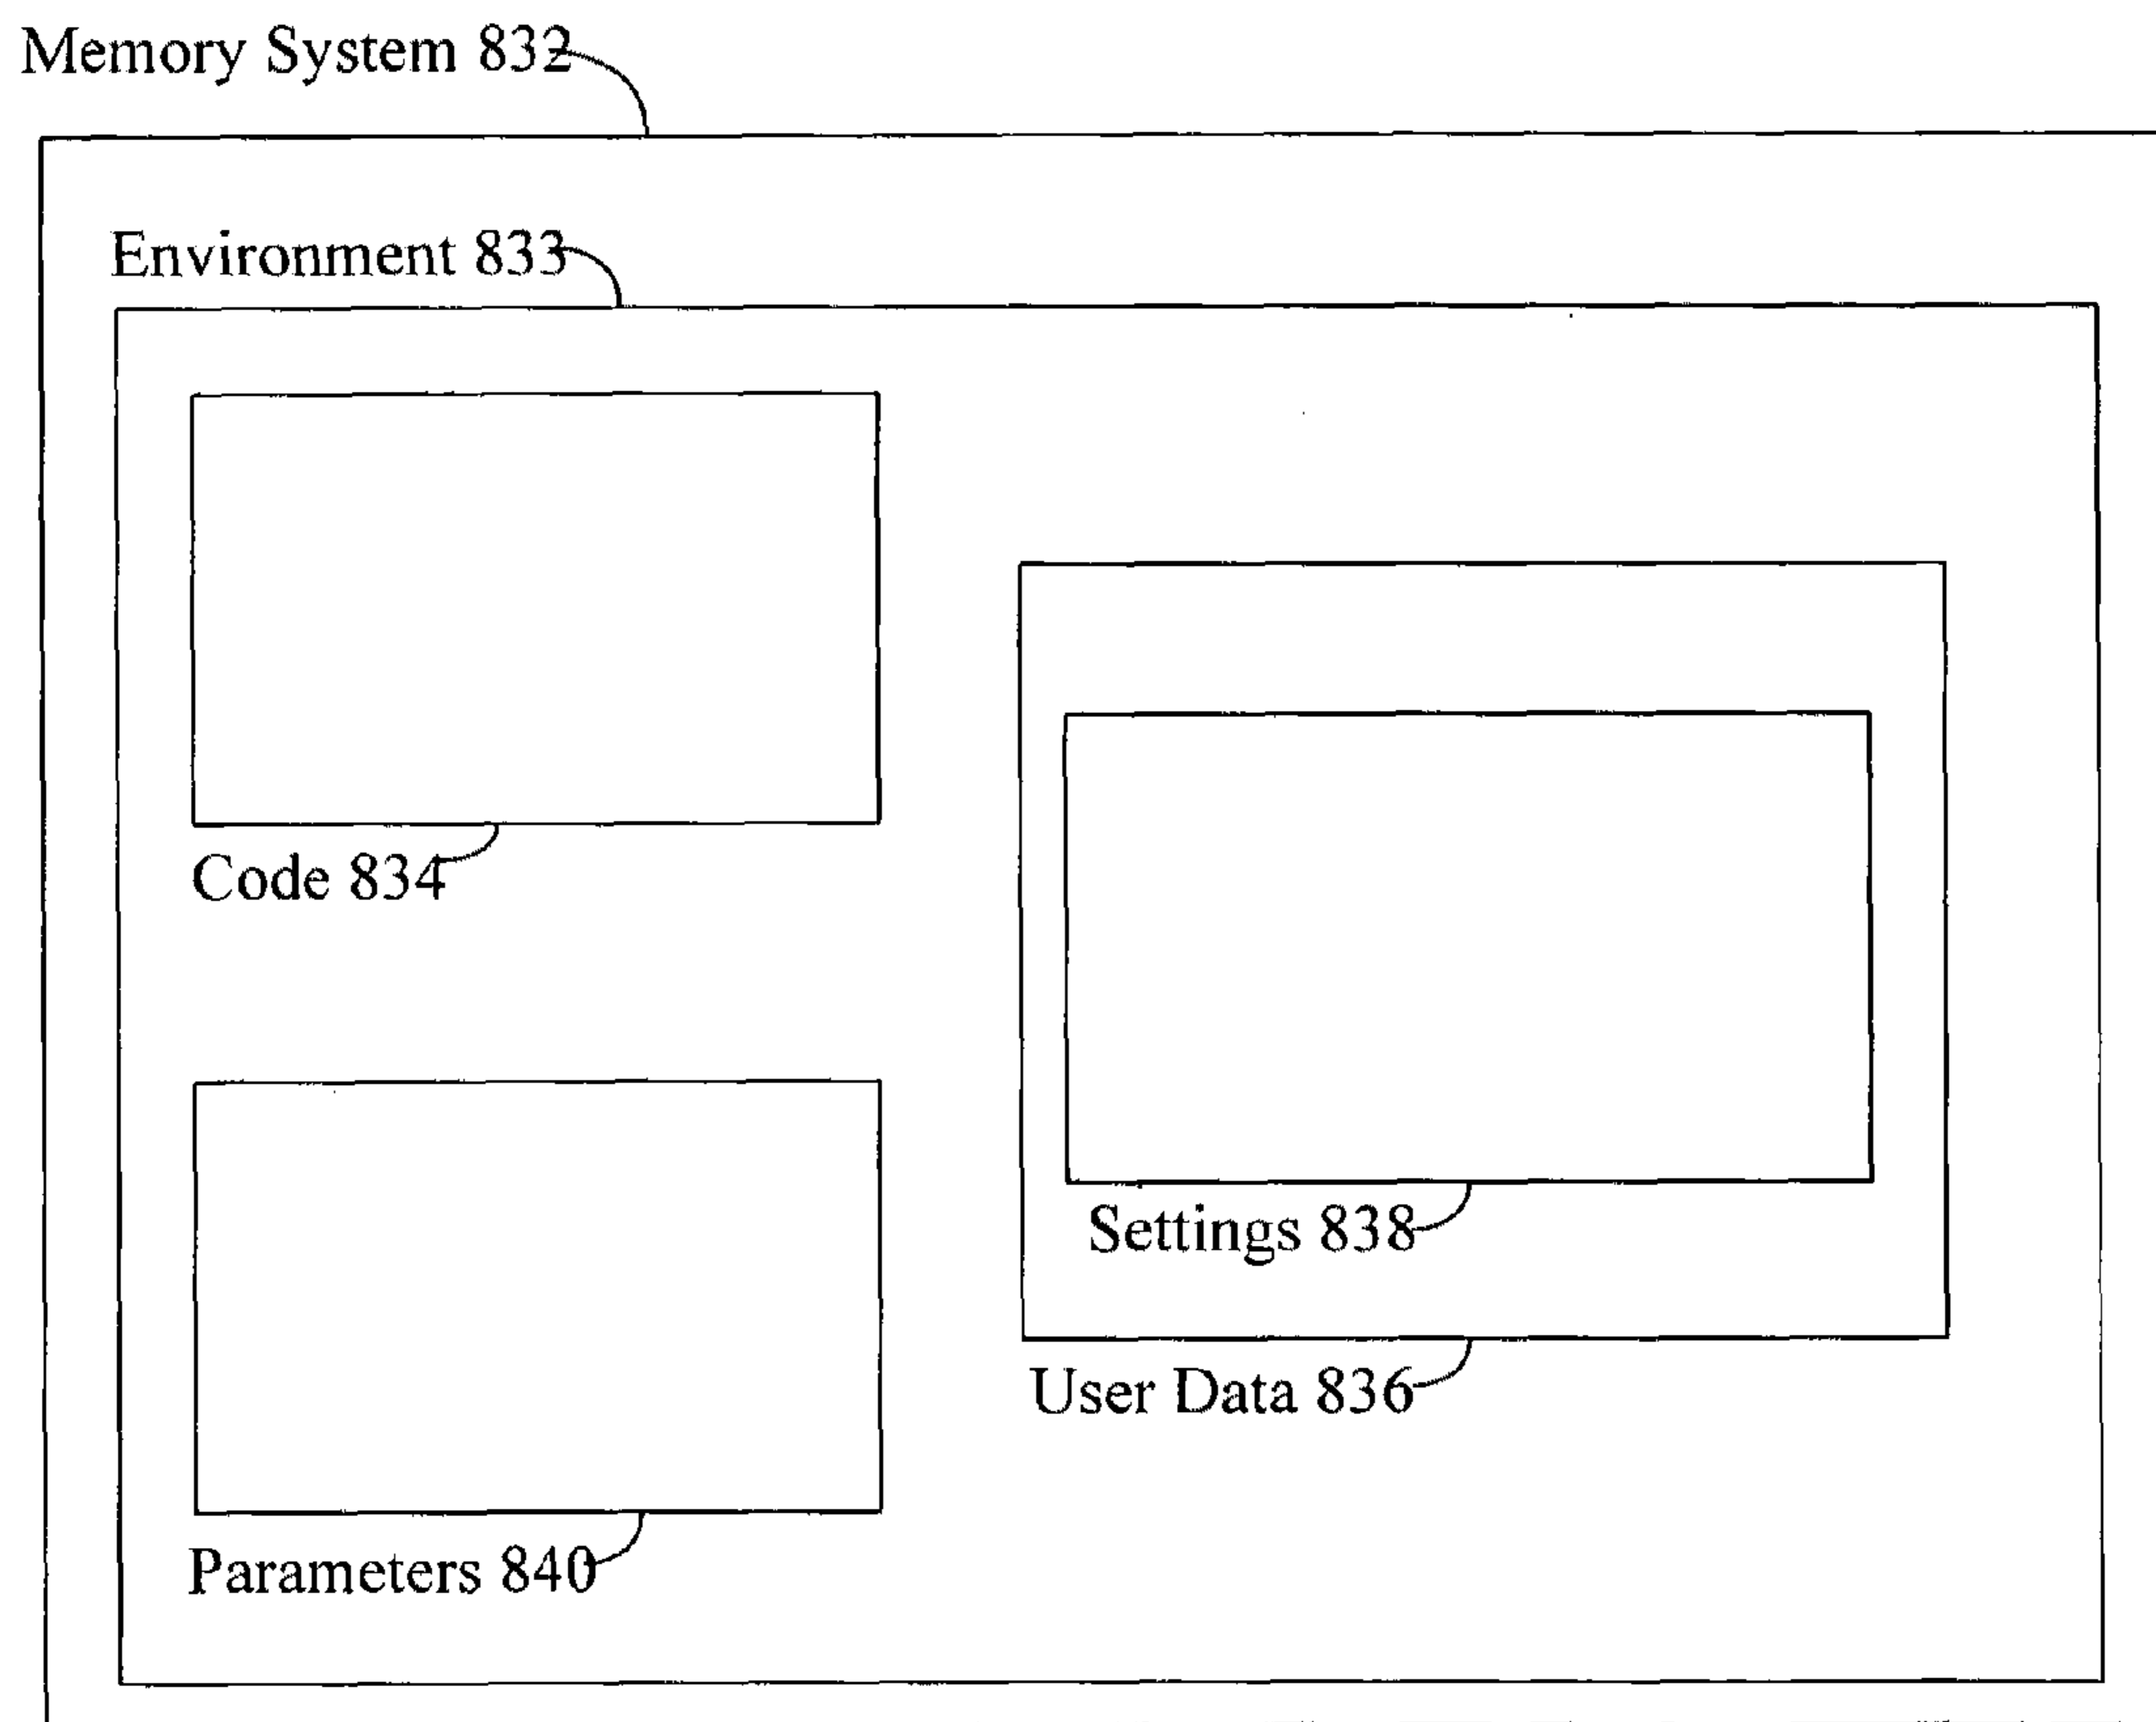 Memory System 832
Environment 833
Code 834
Settings 838
User Data 836
Parameters 840